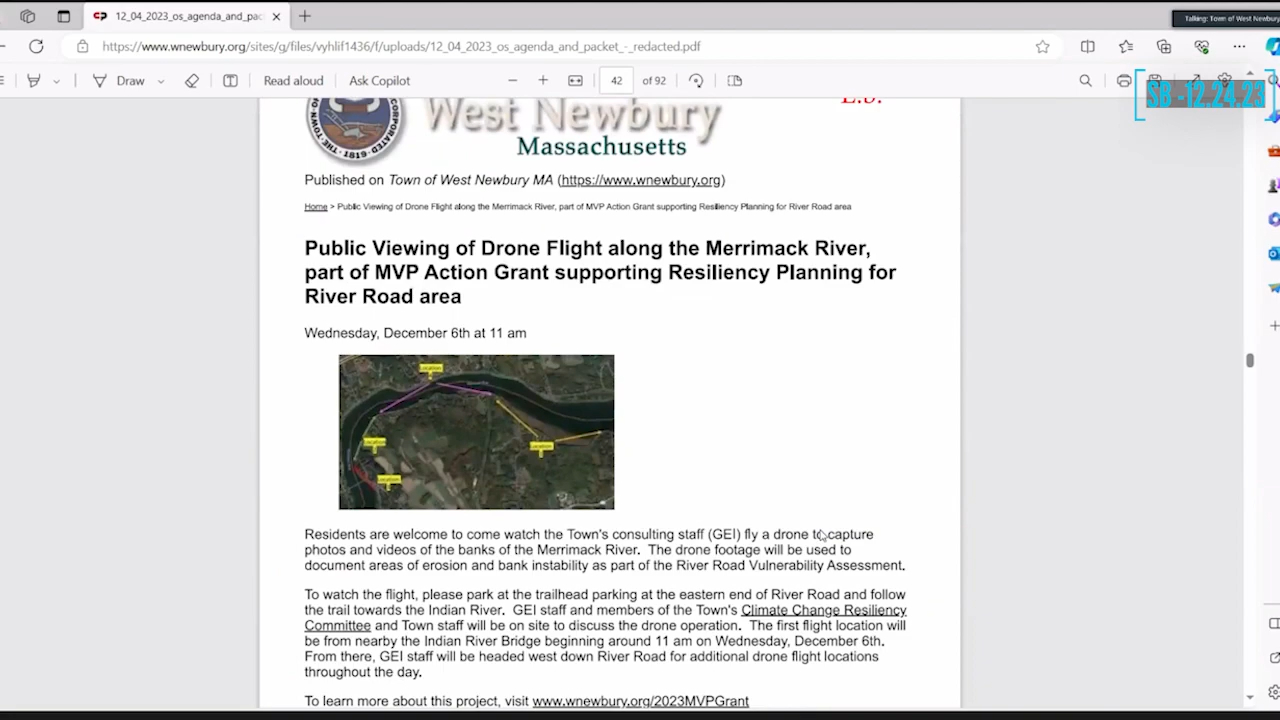 12_04_2023_os_agenda_and_pac
Talking: Town of West Newbury
https://www.wnewbury.org/sites/g/files/vyhlif1436/f/uploads/12_04_2023_os_agenda_and_packet_-_redacted.pdf
Draw
Read aloud
Ask Copilot
42 of 92
SB -12.24.23
West Newbury
Massachusetts
Published on Town of West Newbury MA (https://www.wnewbury.org)
Home > Public Viewing of Drone Flight along the Merrimack River, part of MVP Action Grant supporting Resiliency Planning for River Road area
Public Viewing of Drone Flight along the Merrimack River,
part of MVP Action Grant supporting Resiliency Planning for
River Road area
Wednesday, December 6th at 11 am
Location
Location
Location
Location
Residents are welcome to come watch the Town's consulting staff (GEI) fly a drone to capture
photos and videos of the banks of the Merrimack River. The drone footage will be used to
document areas of erosion and bank instability as part of the River Road Vulnerability Assessment.
To watch the flight, please park at the trailhead parking at the eastern end of River Road and follow
the trail towards the Indian River. GEI staff and members of the Town's Climate Change Resiliency
Committee and Town staff will be on site to discuss the drone operation. The first flight location will
be from nearby the Indian River Bridge beginning around 11 am on Wednesday, December 6th.
From there, GEI staff will be headed west down River Road for additional drone flight locations
throughout the day.
To learn more about this project, visit www.wnewbury.org/2023MVPGrant